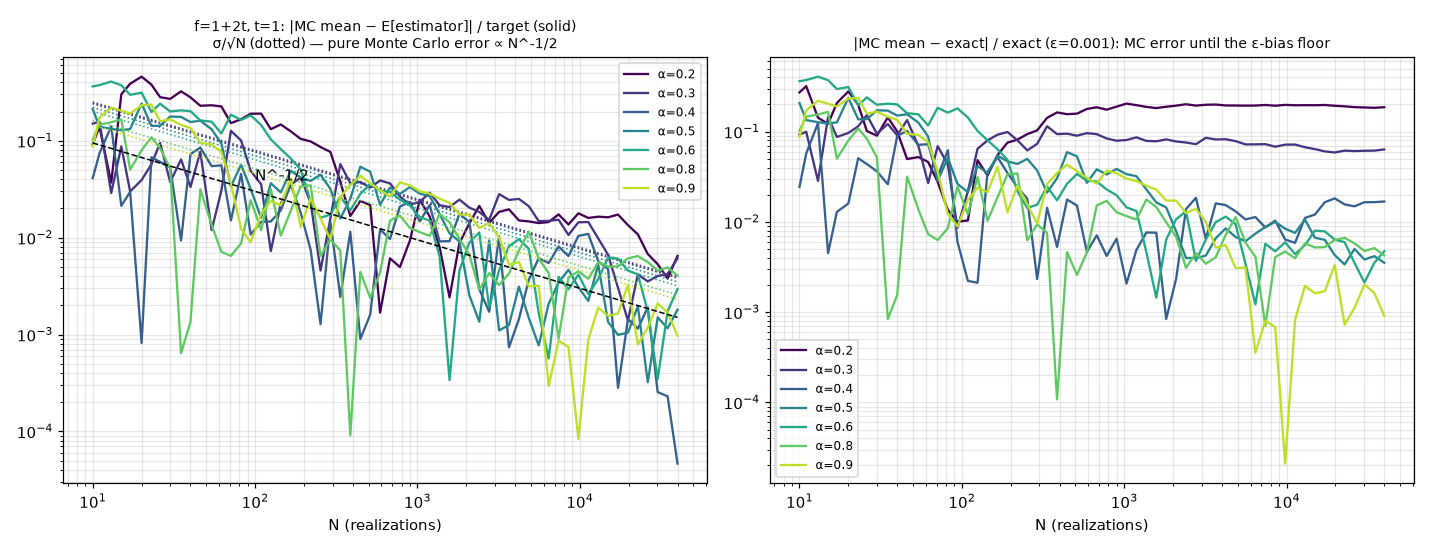 f=1+2t, t=1: |MC mean − E[estimator]| / target (solid)
σ/√N (dotted) — pure Monte Carlo error ∝ N^-1/2
10^-1
10^-2
10^-3
10^-4
N^-1/2
α=0.2
α=0.3
α=0.4
α=0.5
α=0.6
α=0.8
α=0.9
10^1
10^2
10^3
10^4
N (realizations)
|MC mean − exact| / exact (ε=0.001): MC error until the ε-bias floor
10^-1
10^-2
10^-3
10^-4
α=0.2
α=0.3
α=0.4
α=0.5
α=0.6
α=0.8
α=0.9
10^1
10^2
10^3
10^4
N (realizations)